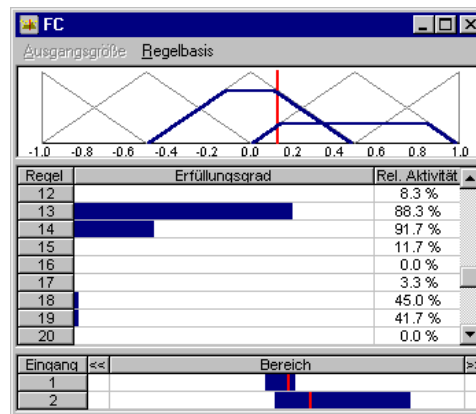 FC
Ausgangsgröße Regelbasis
-1.0 -0.8 -0.6 -0.4 -0.2 0.0 0.2 0.4 0.6 0.8 1.0
Regel Erfüllungsgrad Rel. Aktivität
12 8.3 %
13 88.3 %
14 91.7 %
15 11.7 %
16 0.0 %
17 3.3 %
18 45.0 %
19 41.7 %
20 0.0 %
Eingang << Bereich >>
1
2